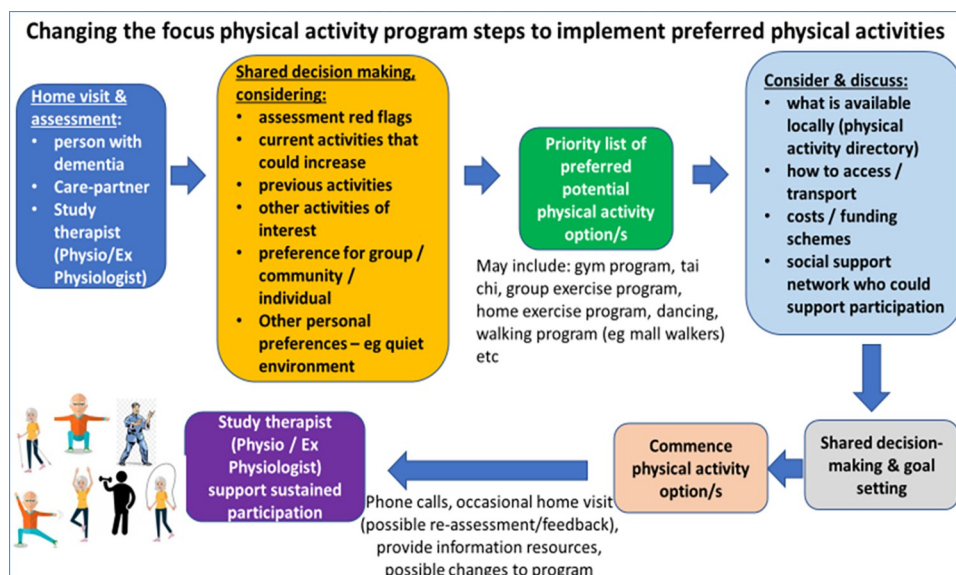 Changing the focus physical activity program steps to implement preferred physical activities
Home visit &
assessment:
• person with
dementia
• Care-partner
• Study
therapist
(Physio/Ex
Physiologist)
Shared decision making,
considering:
• assessment red flags
• current activities that
could increase
• previous activities
• other activities of
interest
• preference for group /
community /
individual
• Other personal
preferences – eg quiet
environment
Priority list of
preferred
potential
physical activity
option/s
May include: gym program, tai
chi, group exercise program,
home exercise program, dancing,
walking program (eg mall walkers)
etc
Consider & discuss:
• what is available
locally (physical
activity directory)
• how to access /
transport
• costs / funding
schemes
• social support
network who could
support participation
Shared decision-
making & goal
setting
Commence
physical activity
option/s
Phone calls, occasional home visit
(possible re-assessment/feedback),
provide information resources,
possible changes to program
Study therapist
(Physio / Ex
Physiologist)
support sustained
participation